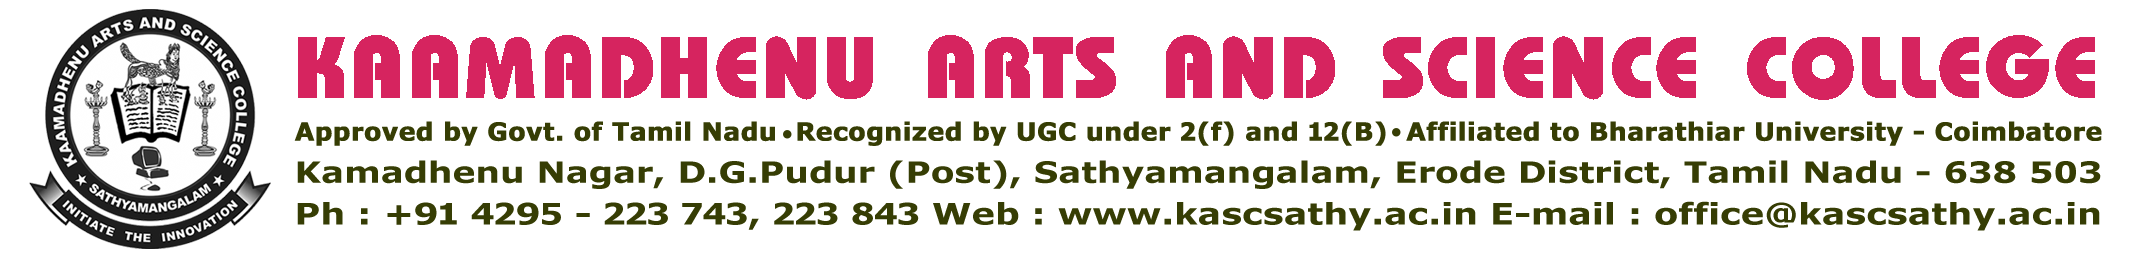 KAAMADHENU ARTS AND SCIENCE COLLEGE
★ SATHYAMANGALAM ★
INITIATE THE INNOVATION
KAAMADHENU ARTS AND SCIENCE COLLEGE
Approved by Govt. of Tamil Nadu•Recognized by UGC under 2(f) and 12(B)•Affiliated to Bharathiar University - Coimbatore
Kamadhenu Nagar, D.G.Pudur (Post), Sathyamangalam, Erode District, Tamil Nadu - 638 503
Ph : +91 4295 - 223 743, 223 843 Web : www.kascsathy.ac.in E-mail : office@kascsathy.ac.in